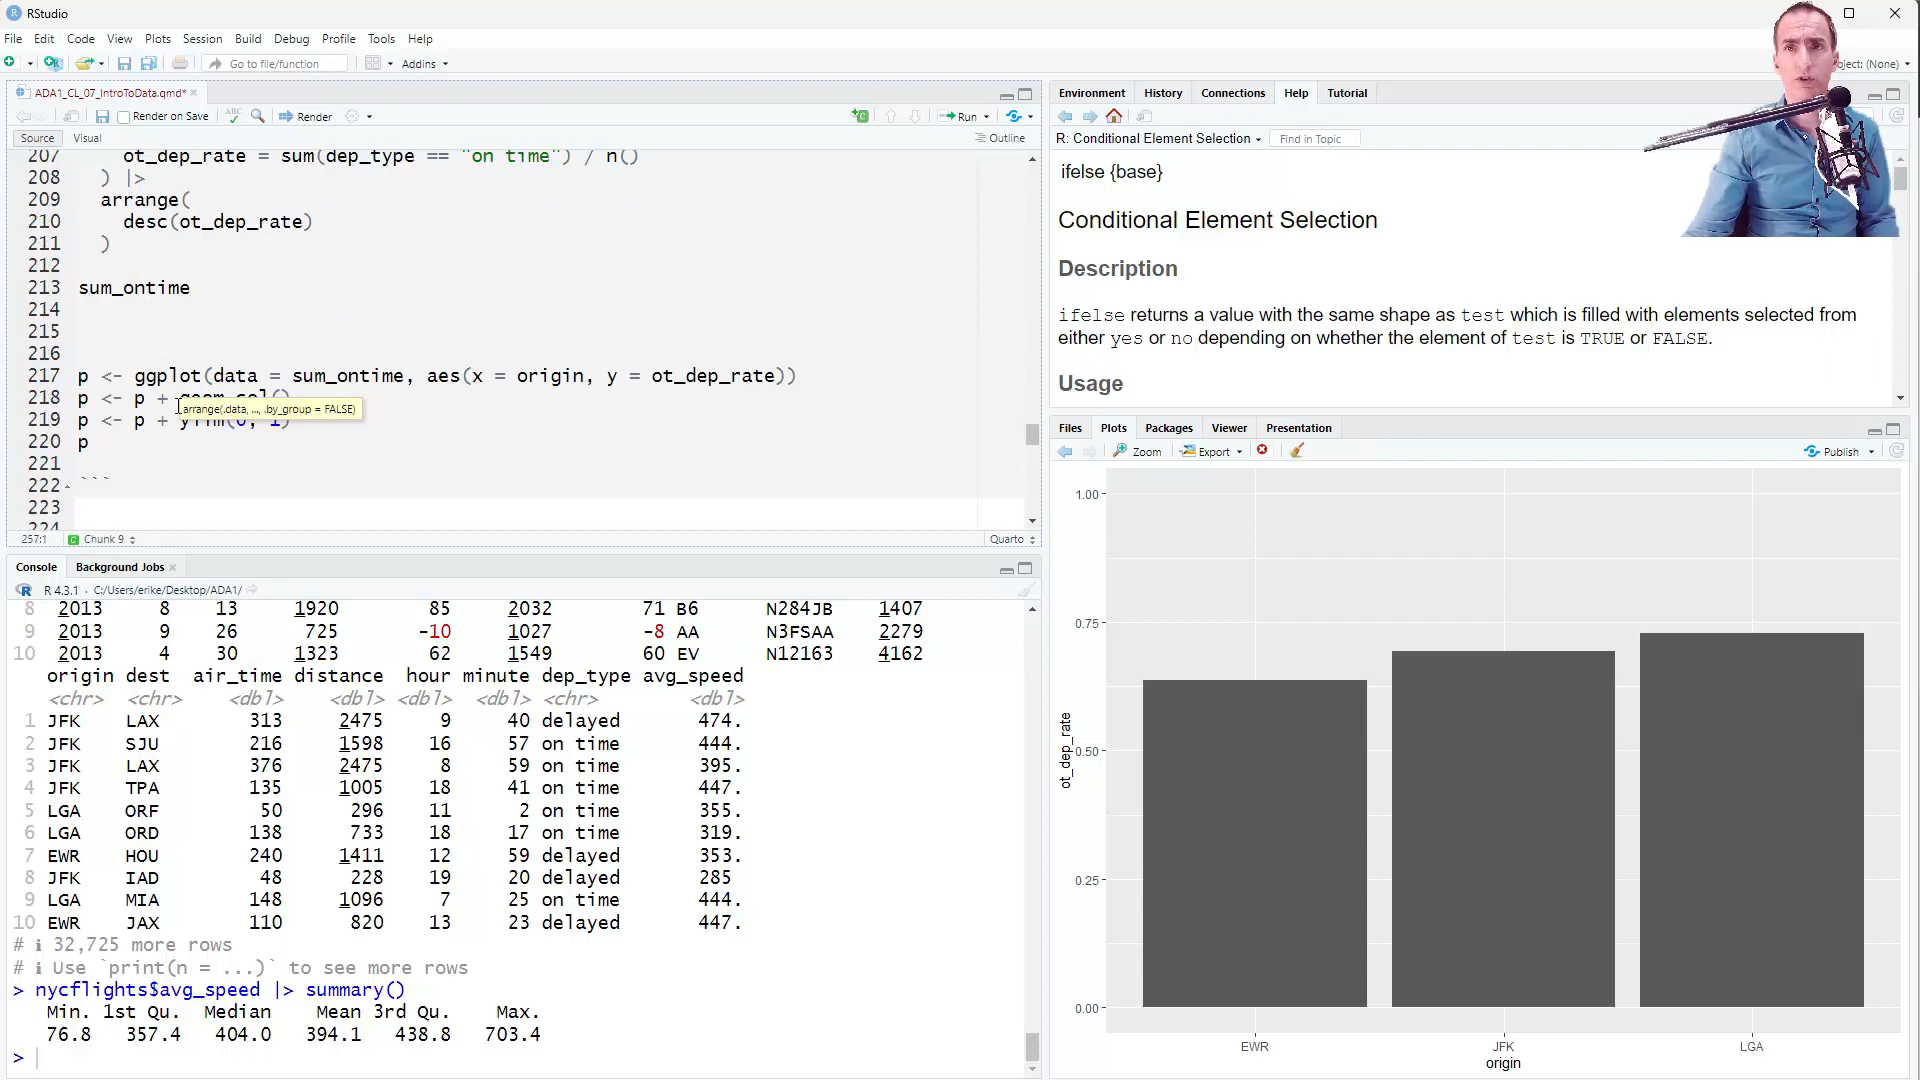 RStudio
File Edit Code View Plots Session Build Debug Profile Tools Help
Go to file/function
Addins
oject: (None)
ADA1_CL_07_IntroToData.qmd*
Render on Save
ABC
Render
Run
Source
Visual
Outline
207 ot_dep_rate = sum(dep_type == "on time") / n()
208 ) |>
209 arrange(
210 desc(ot_dep_rate)
211 )
212
213 sum_ontime
214
215
216
217 p <- ggplot(data = sum_ontime, aes(x = origin, y = ot_dep_rate))
218 p <- p + geom_col()
arrange(.data, ..., .by_group = FALSE)
219 p <- p + ylim(0, 1)
220 p
221
222 ```
223
224
257:1
Chunk 9
Quarto
Console
Background Jobs
R 4.3.1 · C:/Users/erike/Desktop/ADA1/
8 2013 8 13 1920 85 2032 71 B6 N284JB 1407
9 2013 9 26 725 -10 1027 -8 AA N3FSAA 2279
10 2013 4 30 1323 62 1549 60 EV N12163 4162
origin dest air_time distance hour minute dep_type avg_speed
<chr> <chr> <dbl> <dbl> <dbl> <dbl> <chr> <dbl>
1 JFK LAX 313 2475 9 40 delayed 474.
2 JFK SJU 216 1598 16 57 on time 444.
3 JFK LAX 376 2475 8 59 on time 395.
4 JFK TPA 135 1005 18 41 on time 447.
5 LGA ORF 50 296 11 2 on time 355.
6 LGA ORD 138 733 18 17 on time 319.
7 EWR HOU 240 1411 12 59 delayed 353.
8 JFK IAD 48 228 19 20 delayed 285
9 LGA MIA 148 1096 7 25 on time 444.
10 EWR JAX 110 820 13 23 delayed 447.
# ℹ 32,725 more rows
# ℹ Use `print(n = ...)` to see more rows
> nycflights$avg_speed |> summary()
Min. 1st Qu. Median Mean 3rd Qu. Max.
76.8 357.4 404.0 394.1 438.8 703.4
>
Environment History Connections Help Tutorial
R: Conditional Element Selection
Find in Topic
ifelse {base}
Conditional Element Selection
Description
ifelse returns a value with the same shape as test which is filled with elements selected from
either yes or no depending on whether the element of test is TRUE or FALSE.
Usage
Files Plots Packages Viewer Presentation
Zoom
Export
Publish
1.00
0.75
0.50
0.25
0.00
ot_dep_rate
EWR JFK LGA
origin